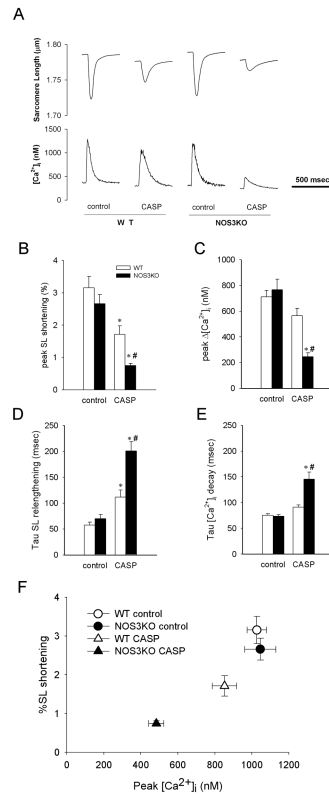 A
Sarcomere Length (μm)
1.80
1.75
1.70
[Ca²⁺]i (nM)
1500
1000
500
0
control
CASP
control
CASP
500 msec
W T
NOS3KO
B
WT
NOS3KO
peak SL shortening (%)
4
3
2
1
0
*
*#
control
CASP
C
peak Δ[Ca²⁺]i (nM)
1000
800
600
400
200
0
*#
control
CASP
D
Tau SL relengthening (msec)
250
200
150
100
50
0
*
*#
control
CASP
E
Tau [Ca²⁺]i decay (msec)
200
150
100
50
0
*#
control
CASP
F
%SL shortening
4
3
2
1
0
WT control
NOS3KO control
WT CASP
NOS3KO CASP
0
200
400
600
800
1000
1200
Peak [Ca²⁺]i (nM)